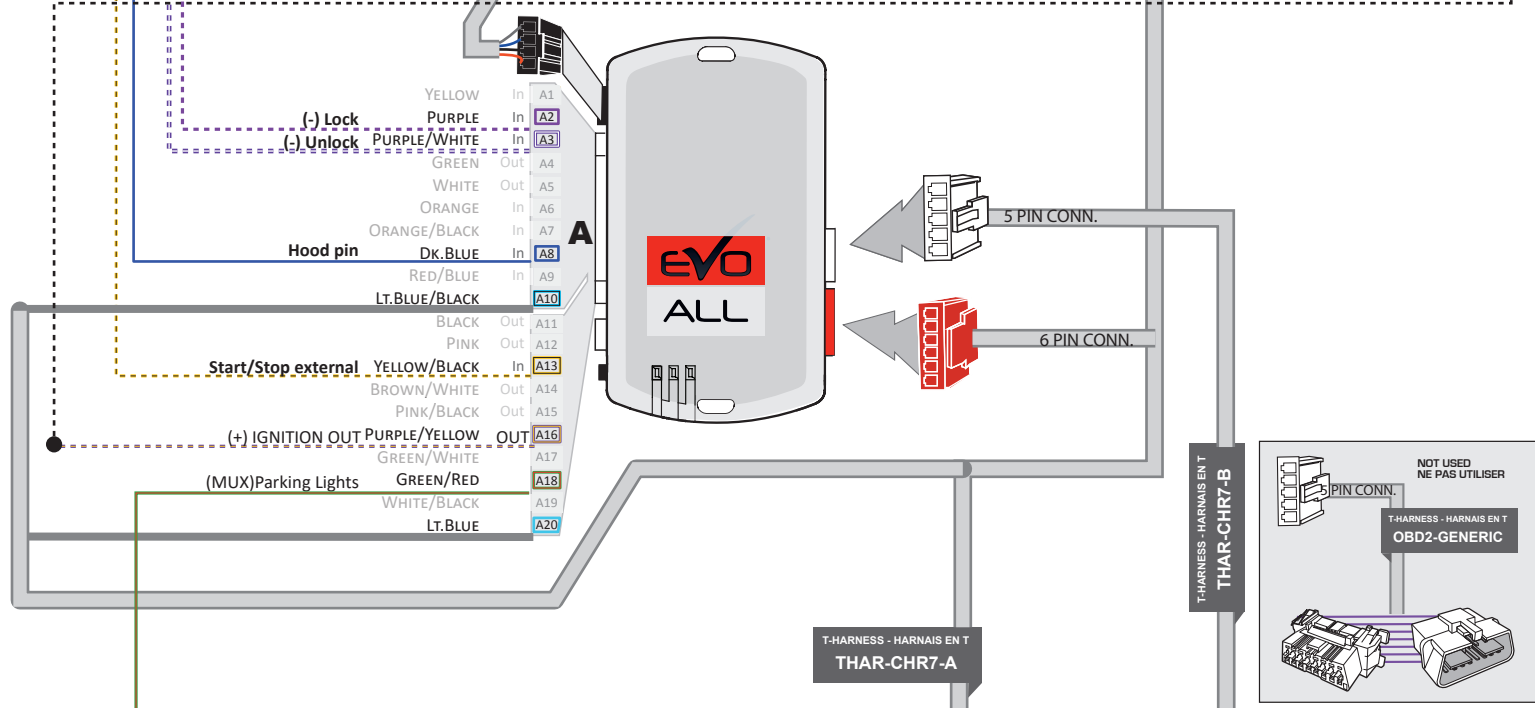 YELLOW In A1
(-) Lock PURPLE In A2
(-) Unlock PURPLE/WHITE In A3
GREEN Out A4
WHITE Out A5
ORANGE In A6
ORANGE/BLACK In A7
Hood pin DK.BLUE In A8
RED/BLUE In A9
LT.BLUE/BLACK A10
BLACK Out A11
PINK Out A12
Start/Stop external YELLOW/BLACK In A13
BROWN/WHITE Out A14
PINK/BLACK Out A15
(+) IGNITION OUT PURPLE/YELLOW OUT A16
GREEN/WHITE A17
(MUX)Parking Lights GREEN/RED A18
WHITE/BLACK A19
LT.BLUE A20
A
EVO
ALL
5 PIN CONN.
6 PIN CONN.
T-HARNESS - HARNAIS EN T
THAR-CHR7-A
T-HARNESS - HARNAIS EN T
THAR-CHR7-B
NOT USED
NE PAS UTILISER
5 PIN CONN.
T-HARNESS - HARNAIS EN T
OBD2-GENERIC